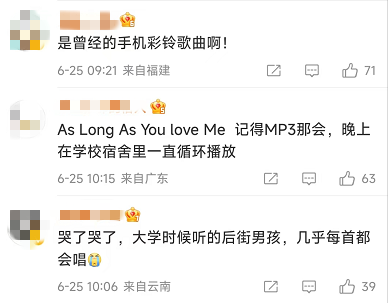 是曾经的手机彩铃歌曲啊！
6-25 09:21 来自福建
71
As Long As You love Me 记得MP3那会，晚上
在学校宿舍里一直循环播放
6-25 10:15 来自广东
63
哭了哭了，大学时候听的后街男孩，几乎每首都
会唱😭
6-25 10:06 来自云南
39